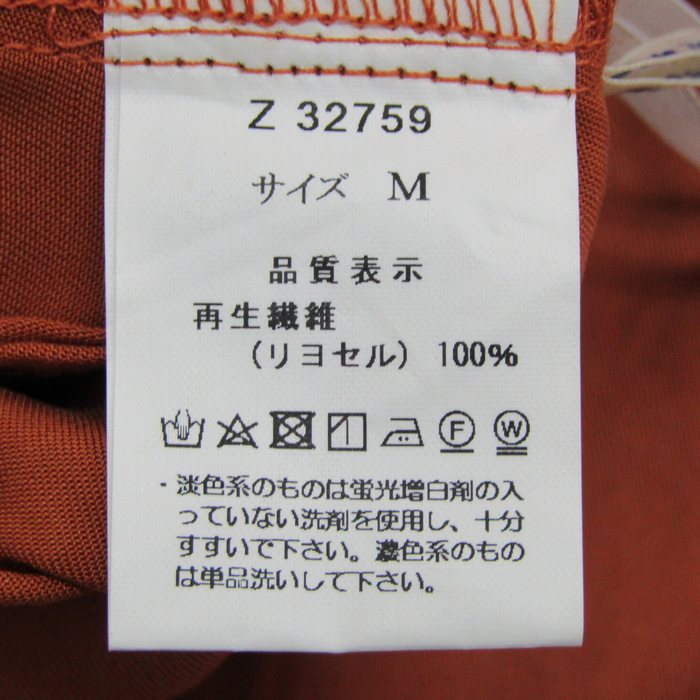 Z 32759
サイズ M
品質表示
再生繊維
(リヨセル) 100%
F W
・淡色系のものは蛍光増白剤の入
っていない洗剤を使用し、十分
すすいで下さい。濃色系のもの
は単品洗いして下さい。